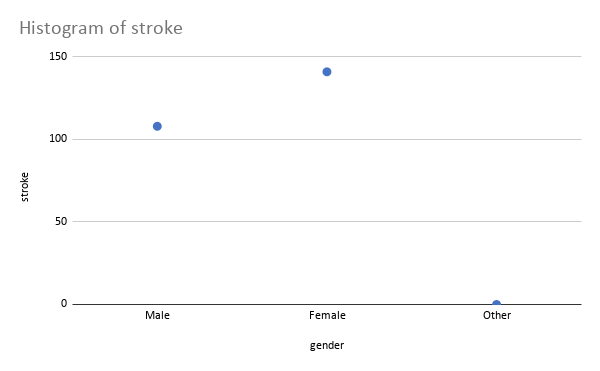 Histogram of stroke
150
100
50
0
stroke
Male Female Other
gender